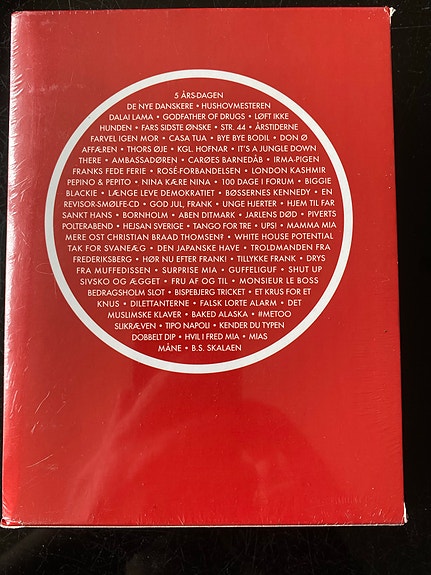 5 ÅRS-DAGEN
DE NYE DANSKERE • HUSHOVMESTEREN
DALAI LAMA • GODFATHER OF DRUGS • LØFT IKKE
HUNDEN • FARS SIDSTE ØNSKE • STR. 44 • ÅRSTIDERNE
FARVEL IGEN MOR • CASA TUA • BYE BYE BODIL • DON Ø
AFFÆREN • THORS ØJE • KGL. HOFNAR • IT'S A JUNGLE DOWN
THERE • AMBASSADØREN • CARØES BARNEDÅB • IRMA-PIGEN
FRANKS FEDE FERIE • ROSÉ-FORBANDELSEN • LONDON KASHMIR
PEPINO & PEPITO • NINA KÆRE NINA • 100 DAGE I FORUM • BIGGIE
BLACKIE • LÆNGE LEVE DEMOKRATIET • BØSSERNES KENNEDY • EN
REVISOR-SMØLFE-CD • GOD JUL, FRANK • UNGE HJERTER • HJEM TIL FAR
SANKT HANS • BORNHOLM • ABEN DITMARK • JARLENS DØD • PIVERTS
POLTERABEND • HEJSAN SVERIGE • TANGO FOR TRE • UPS! • MAMMA MIA
MERE OST CHRISTIAN BRAAD THOMSEN? • WHITE HOUSE POTENTIAL
TAK FOR SVANEÆG • DEN JAPANSKE HAVE • TROLDMANDEN FRA
FREDERIKSBERG • HØR NU EFTER FRANK! • TILLYKKE FRANK • DRYS
FRA MUFFEDISSEN • SURPRISE MIA • GUFFELIGUF • SHUT UP
SIVSKO OG ÆGGET • FRU AF OG TIL • MONSIEUR LE BOSS
BEDRAGSHOLM SLOT • BISPEBJERG TRICKET • ET KRUS FOR ET
KNUS • DILETTANTERNE • FALSK LORTE ALARM • DET
MUSLIMSKE KLAVER • BAKED ALASKA • #METOO
SLIKRÆVEN • TIPO NAPOLI • KENDER DU TYPEN
DOBBELT DIP • HVIL I FRED MIA • MIAS
MÅNE • B.S. SKALAEN